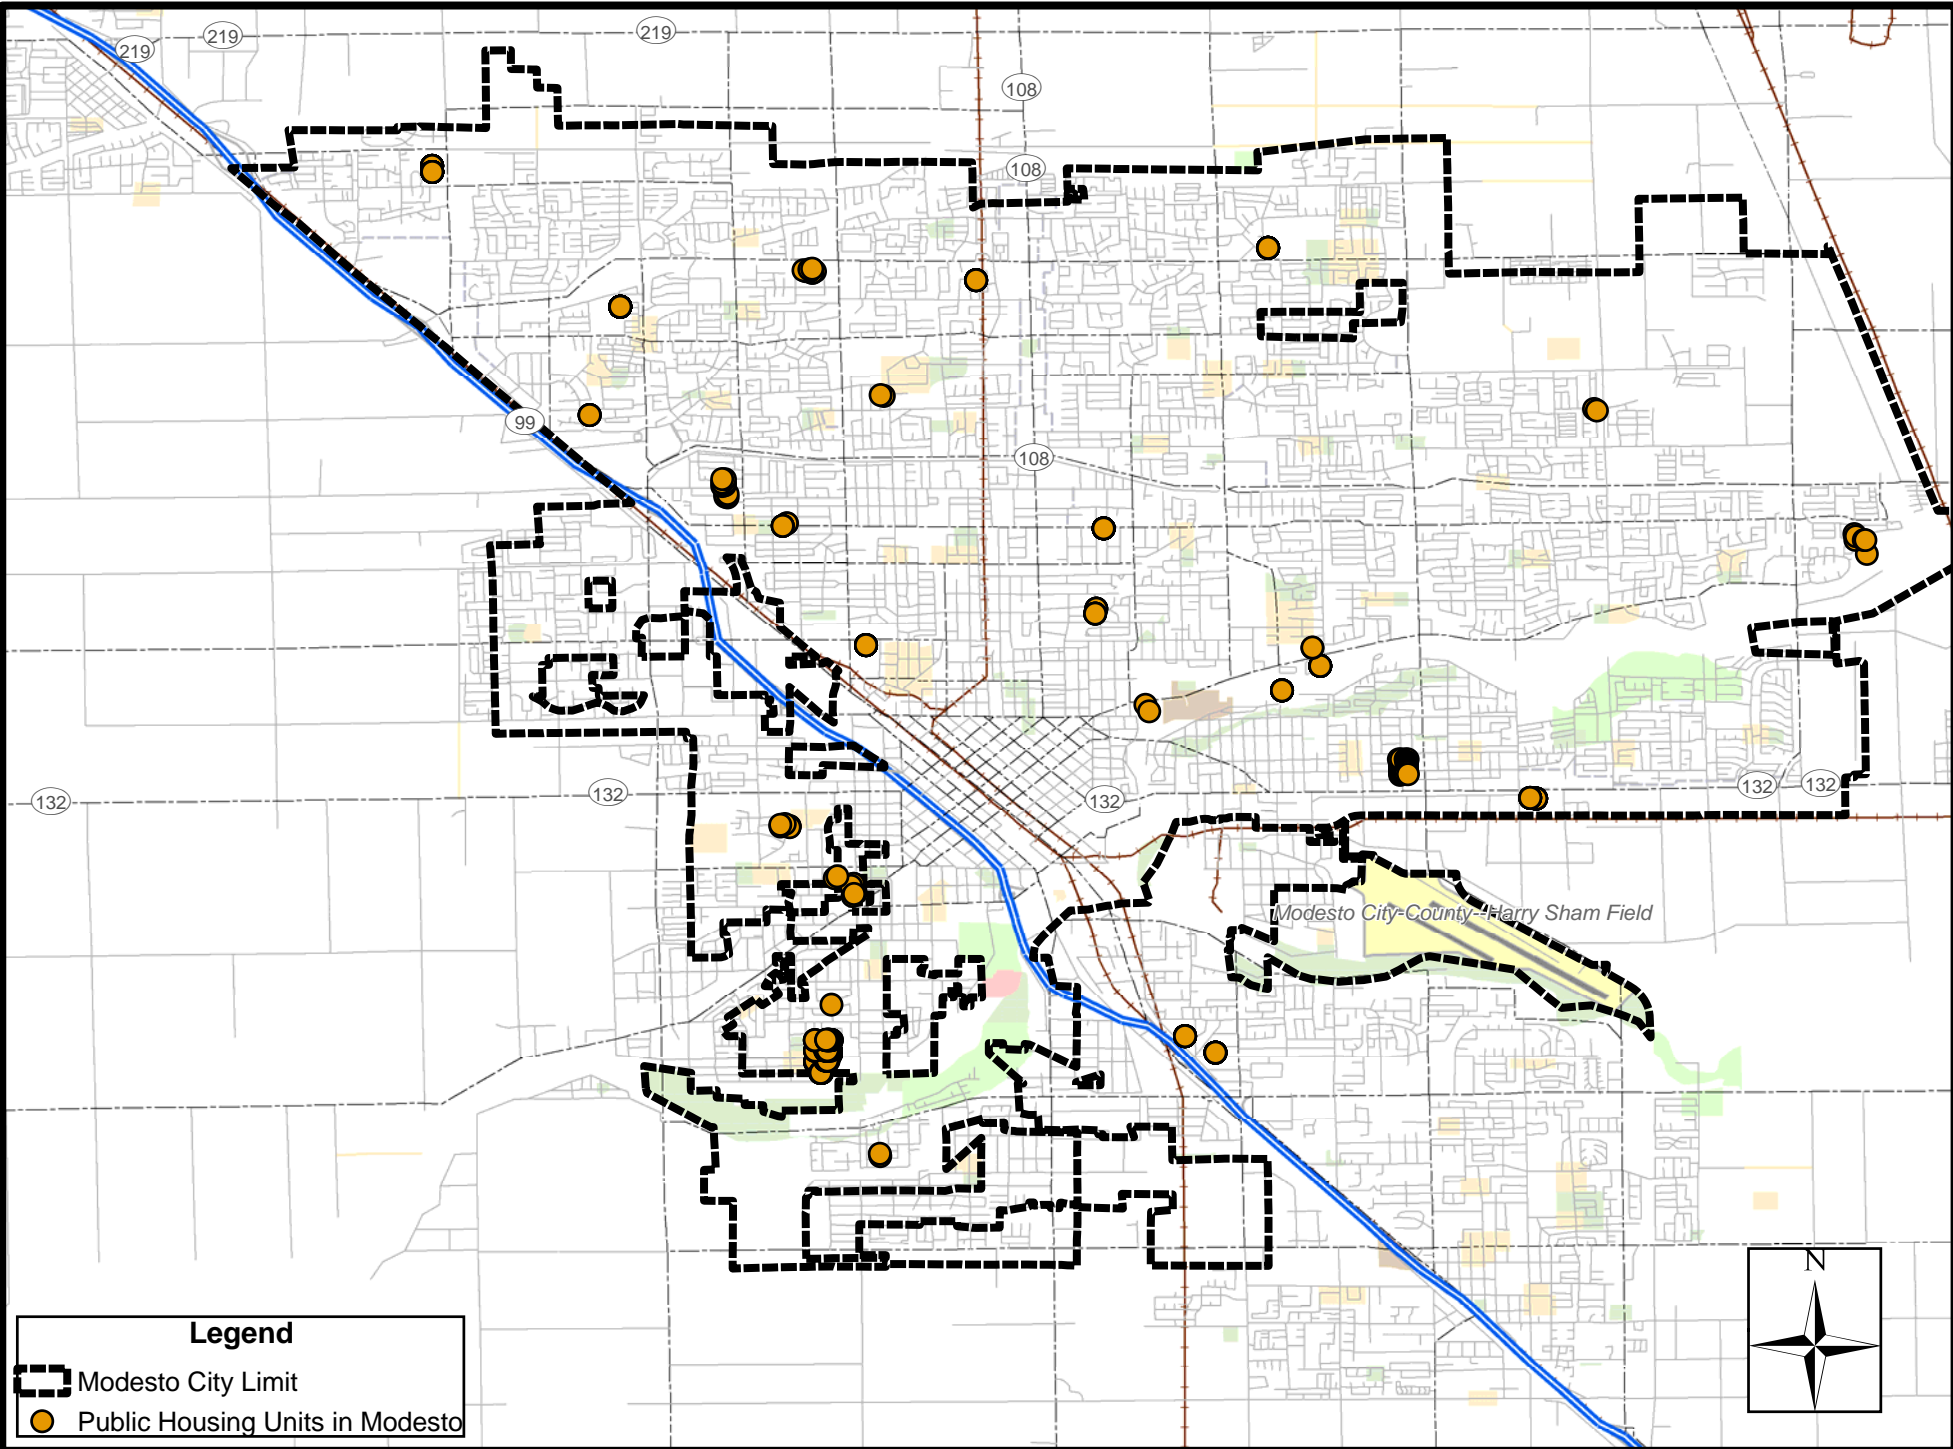 219
219
219
108
108
99
108
132
132
132
132
132
Modesto City-County--Harry Sham Field
N
Legend
Modesto City Limit
Public Housing Units in Modesto